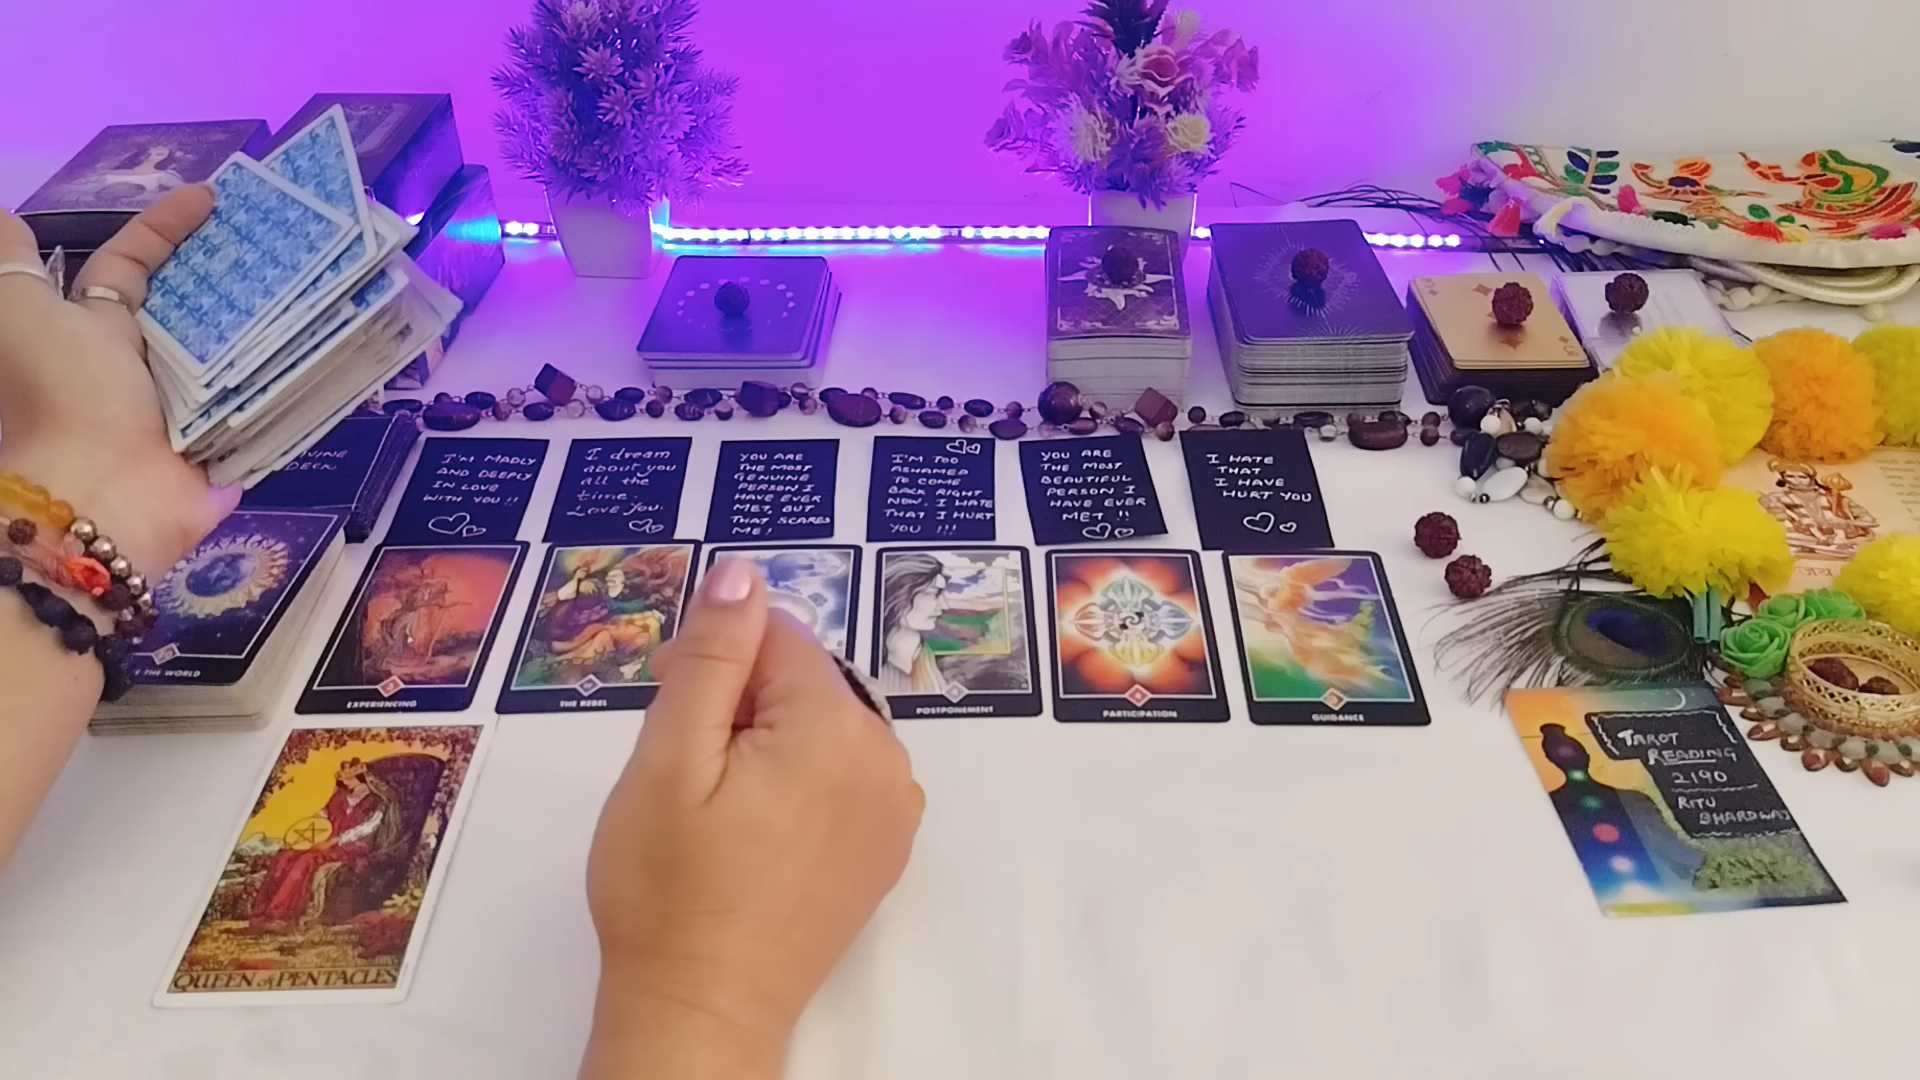 I'M MADLY
AND DEEPLY
IN LOVE
WITH YOU !!
I dream
about you
all the
time.
Love you.
YOU ARE
THE MOST
GENUINE
PERSON I
HAVE EVER
MET, BUT
THAT SCARES
ME!
I'M TOO
ASHAMED
TO COME
BACK RIGHT
NOW. I HATE
THAT I HURT
YOU !!!
YOU ARE
THE MOST
BEAUTIFUL
PERSON I
HAVE EVER
MET !!
I HATE
THAT
I HAVE
HURT YOU
DECK
THE WORLD
EXPERIENCING
THE REBEL
POSTPONEMENT
PARTICIPATION
GUIDANCE
QUEEN of PENTACLES
TAROT
READING
2190
RITU
BHARDWAJ